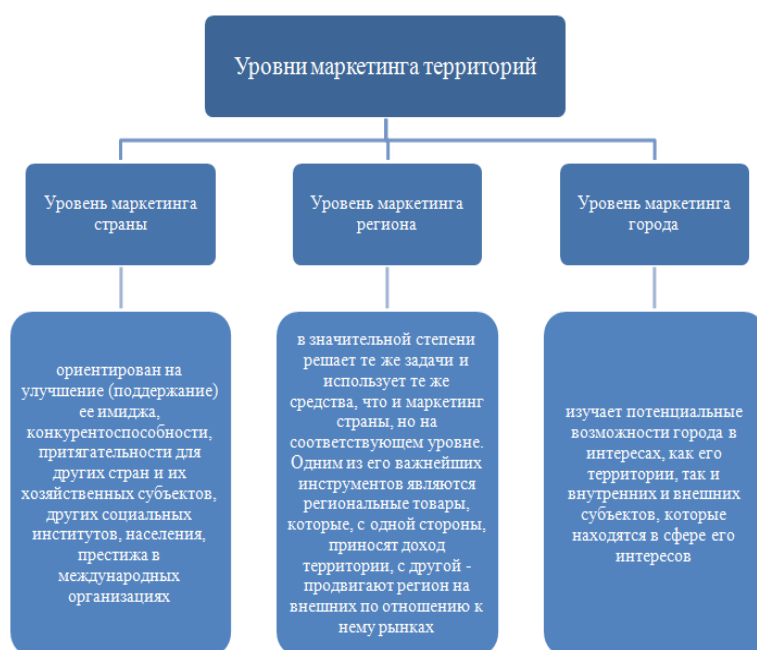 Уровни маркетинга территорий
Уровень маркетинга
страны
Уровень маркетинга
региона
Уровень маркетинга
города
ориентирован на
улучшение (поддержание)
ее имиджа,
конкурентоспособности,
притягательности для
других стран и их
хозяйственных субъектов,
других социальных
институтов, населения,
престижа в
международных
организациях
в значительной степени
решает те же задачи и
использует те же
средства, что и маркетинг
страны, но на
соответствующем уровне.
Одним из его важнейших
инструментов являются
региональные товары,
которые, с одной стороны,
приносят доход
территории, с другой -
продвигают регион на
внешних по отношению к
нему рынках
изучает потенциальные
возможности города в
интересах, как его
территории, так и
внутренних и внешних
субъектов, которые
находятся в сфере его
интересов